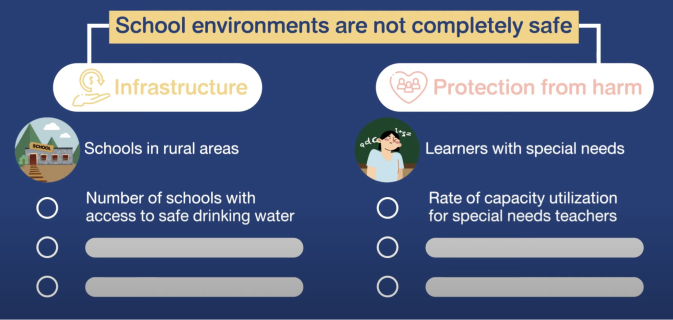 School environments are not completely safe
Infrastructure
Protection from harm
SCHOOL
Schools in rural areas
Learners with special needs
Number of schools with
access to safe drinking water
Rate of capacity utilization
for special needs teachers